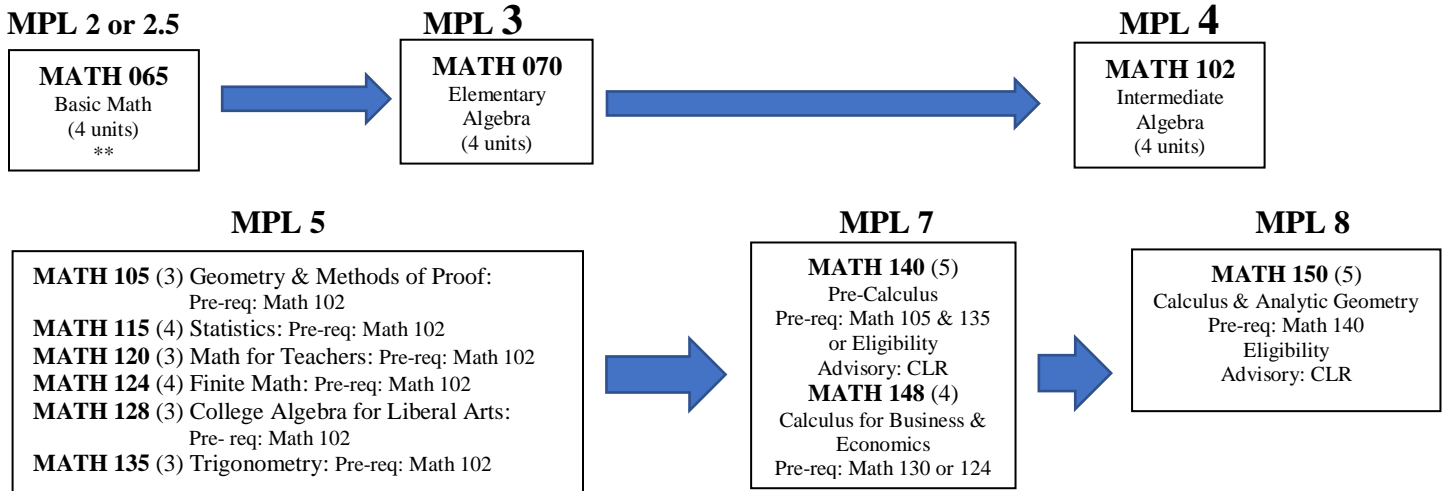 MPL 2 or 2.5
MATH 065
Basic Math
(4 units)
**
MPL 3
MATH 070
Elementary
Algebra
(4 units)
MPL 4
MATH 102
Intermediate
Algebra
(4 units)
MPL 5
MATH 105 (3) Geometry & Methods of Proof:
Pre-req: Math 102
MATH 115 (4) Statistics: Pre-req: Math 102
MATH 120 (3) Math for Teachers: Pre-req: Math 102
MATH 124 (4) Finite Math: Pre-req: Math 102
MATH 128 (3) College Algebra for Liberal Arts:
Pre- req: Math 102
MATH 135 (3) Trigonometry: Pre-req: Math 102
MPL 7
MATH 140 (5)
Pre-Calculus
Pre-req: Math 105 & 135
or Eligibility
Advisory: CLR
MATH 148 (4)
Calculus for Business &
Economics
Pre-req: Math 130 or 124
MPL 8
MATH 150 (5)
Calculus & Analytic Geometry
Pre-req: Math 140
Eligibility
Advisory: CLR